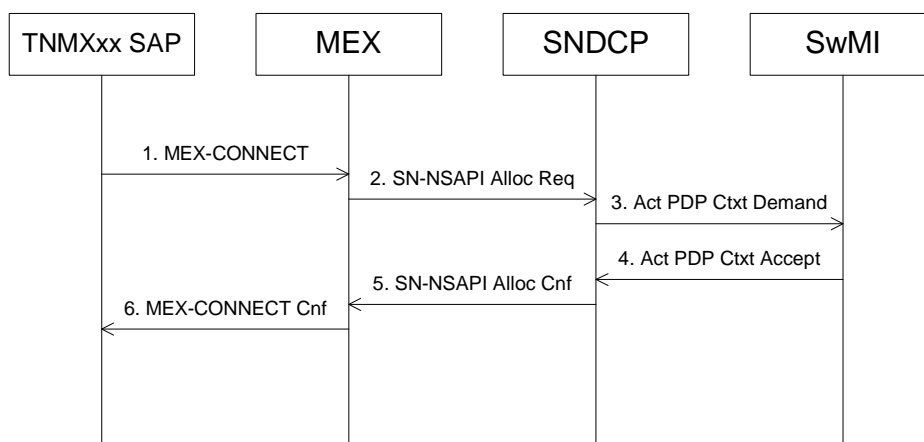 TNMXxx SAP
MEX
SNDCP
SwMI
1. MEX-CONNECT
2. SN-NSAPI Alloc Req
3. Act PDP Ctxt Demand
4. Act PDP Ctxt Accept
5. SN-NSAPI Alloc Cnf
6. MEX-CONNECT Cnf